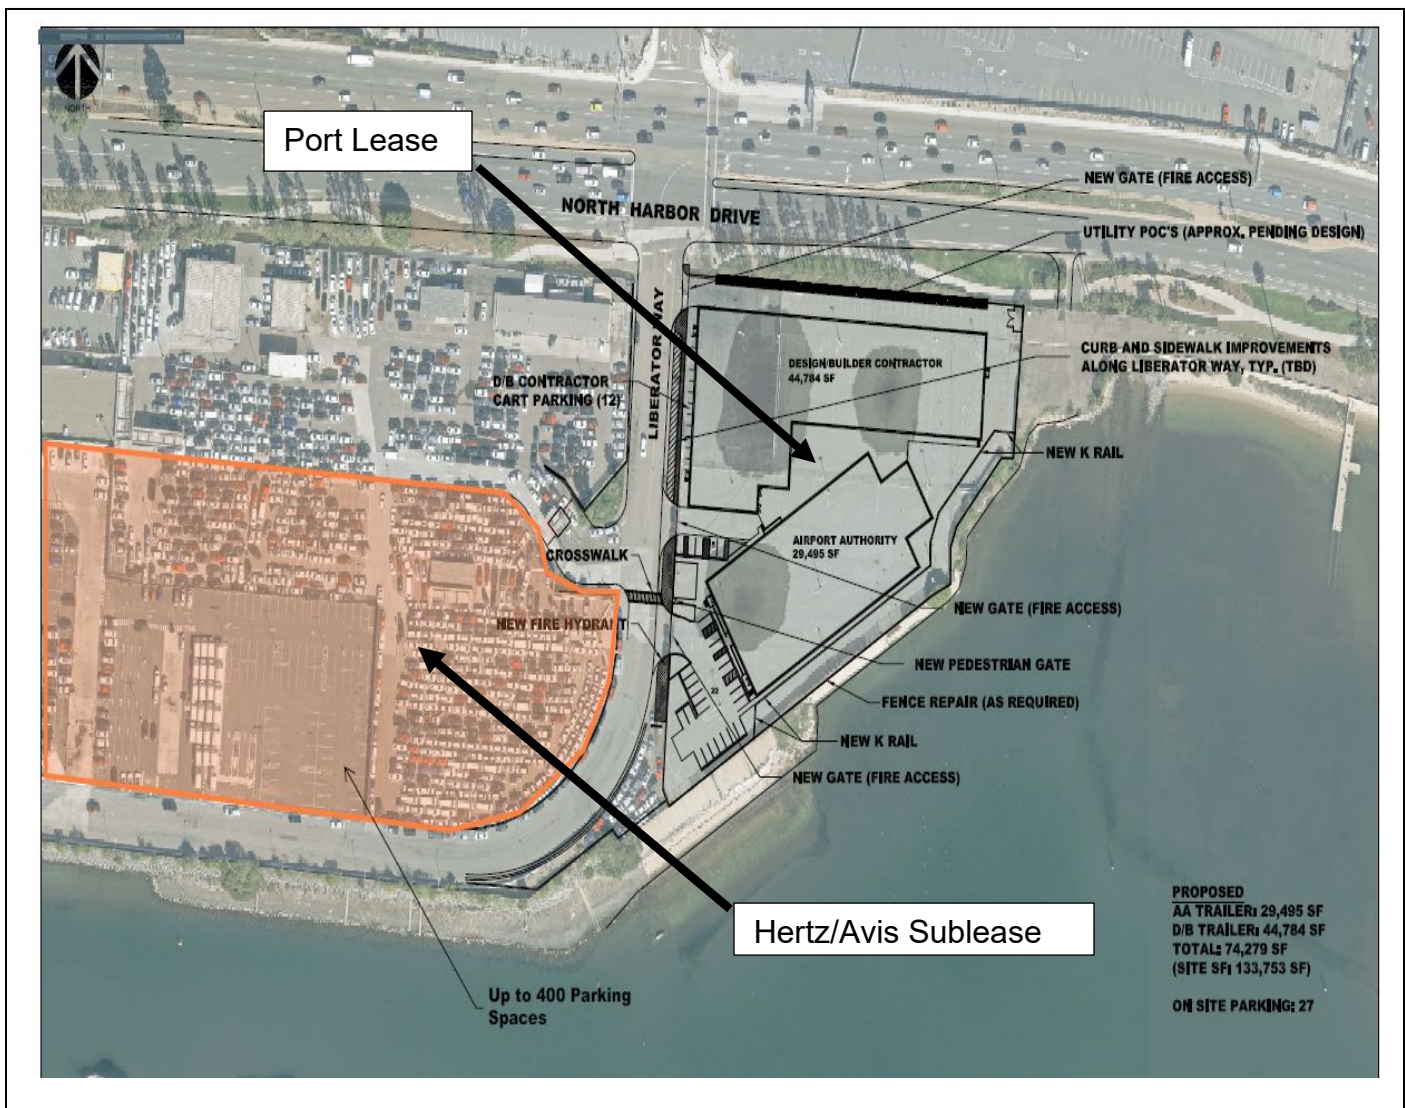 NORTH
Port Lease
NEW GATE (FIRE ACCESS)
NORTH HARBOR DRIVE
UTILITY POC'S (APPROX. PENDING DESIGN)
LIBERATOR WAY
DESIGN/BUILDER CONTRACTOR
44,784 SF
CURB AND SIDEWALK IMPROVEMENTS
ALONG LIBERATOR WAY, TYP. (TBD)
D/B CONTRACTOR
CART PARKING (12)
NEW K RAIL
AIRPORT AUTHORITY
29,495 SF
CROSSWALK
NEW GATE (FIRE ACCESS)
NEW FIRE HYDRANT
NEW PEDESTRIAN GATE
22
FENCE REPAIR (AS REQUIRED)
NEW K RAIL
NEW GATE (FIRE ACCESS)
Hertz/Avis Sublease
Up to 400 Parking
Spaces
PROPOSED
AA TRAILER: 29,495 SF
D/B TRAILER: 44,784 SF
TOTAL: 74,279 SF
(SITE SF: 133,753 SF)
ON SITE PARKING: 27